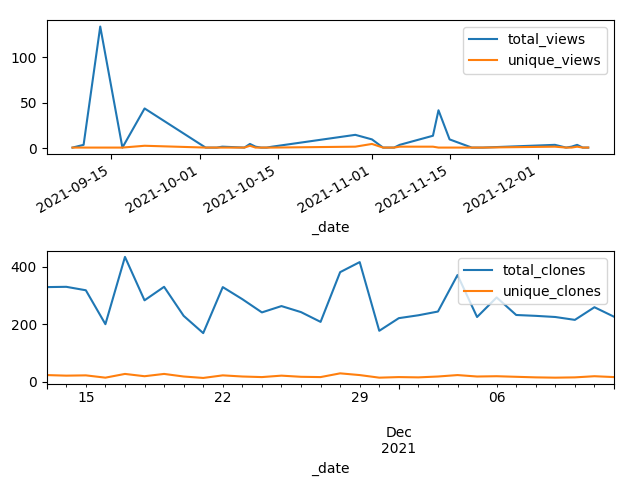 total_views
unique_views
100
50
0
2021-09-15
2021-10-01
2021-10-15
2021-11-01
2021-11-15
2021-12-01
_date
total_clones
unique_clones
400
200
0
15 22 29 06
Dec
2021
_date